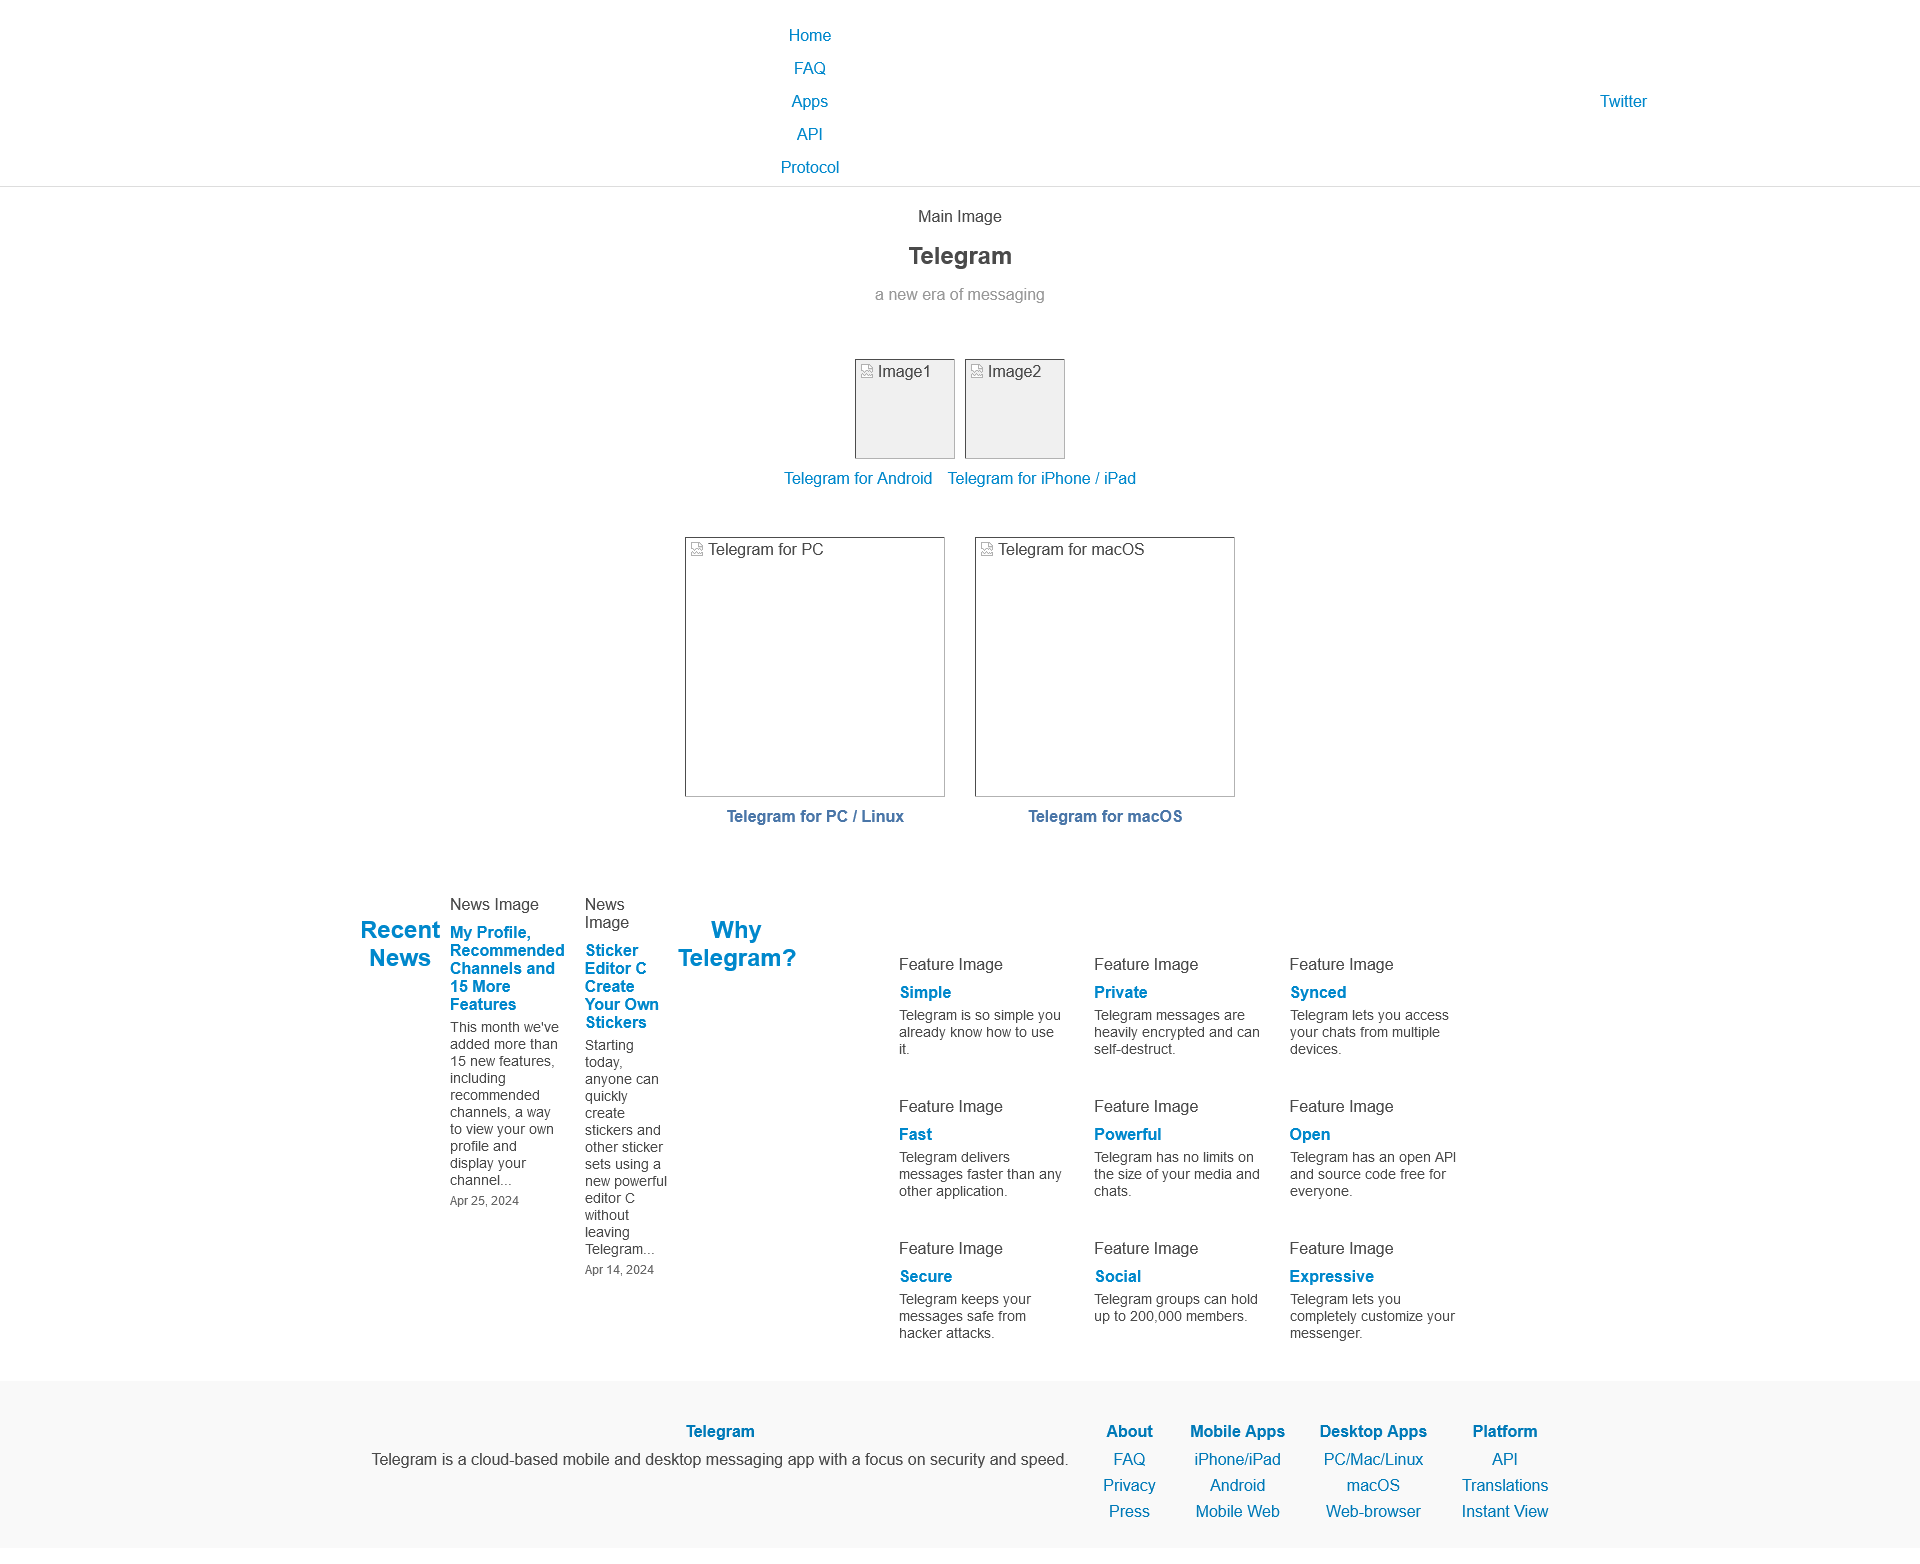 Home
FAQ
Apps
API
Protocol
Twitter
Main Image
Telegram
a new era of messaging
Image1
Image2
Telegram for Android
Telegram for iPhone / iPad
Telegram for PC
Telegram for macOS
Telegram for PC / Linux
Telegram for macOS
Recent
News
News Image
My Profile,
Recommended
Channels and
15 More
Features
This month we've
added more than
15 new features,
including
recommended
channels, a way
to view your own
profile and
display your
channel...
Apr 25, 2024
News
Image
Sticker
Editor C
Create
Your Own
Stickers
Starting
today,
anyone can
quickly
create
stickers and
other sticker
sets using a
new powerful
editor C
without
leaving
Telegram...
Apr 14, 2024
Why
Telegram?
Feature Image
Simple
Telegram is so simple you
already know how to use
it.
Feature Image
Private
Telegram messages are
heavily encrypted and can
self-destruct.
Feature Image
Synced
Telegram lets you access
your chats from multiple
devices.
Feature Image
Fast
Telegram delivers
messages faster than any
other application.
Feature Image
Powerful
Telegram has no limits on
the size of your media and
chats.
Feature Image
Open
Telegram has an open API
and source code free for
everyone.
Feature Image
Secure
Telegram keeps your
messages safe from
hacker attacks.
Feature Image
Social
Telegram groups can hold
up to 200,000 members.
Feature Image
Expressive
Telegram lets you
completely customize your
messenger.
Telegram
Telegram is a cloud-based mobile and desktop messaging app with a focus on security and speed.
About
FAQ
Privacy
Press
Mobile Apps
iPhone/iPad
Android
Mobile Web
Desktop Apps
PC/Mac/Linux
macOS
Web-browser
Platform
API
Translations
Instant View